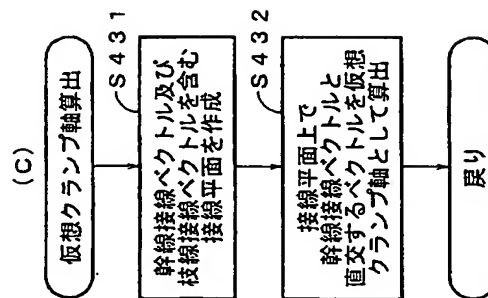 (C)
仮想クランプ軸算出
S431
幹線接線ベクトル及び
枝線接線ベクトルを含む
接線平面を作成
S432
接線平面上で
幹線接線ベクトルと
直交するベクトルを仮想
クランプ軸として算出
戻り